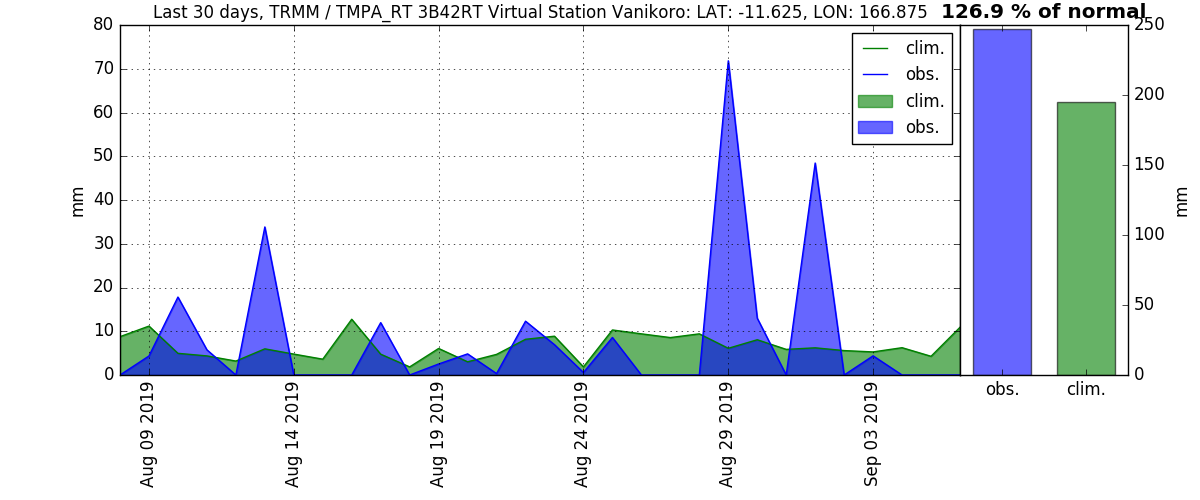 Last 30 days, TRMM / TMPA_RT 3B42RT Virtual Station Vanikoro: LAT: -11.625, LON: 166.875
126.9 % of normal
80
70
60
50
40
30
20
10
0
mm
clim.
obs.
clim.
obs.
250
200
150
100
50
0
mm
obs.
clim.
Aug 09 2019
Aug 14 2019
Aug 19 2019
Aug 24 2019
Aug 29 2019
Sep 03 2019